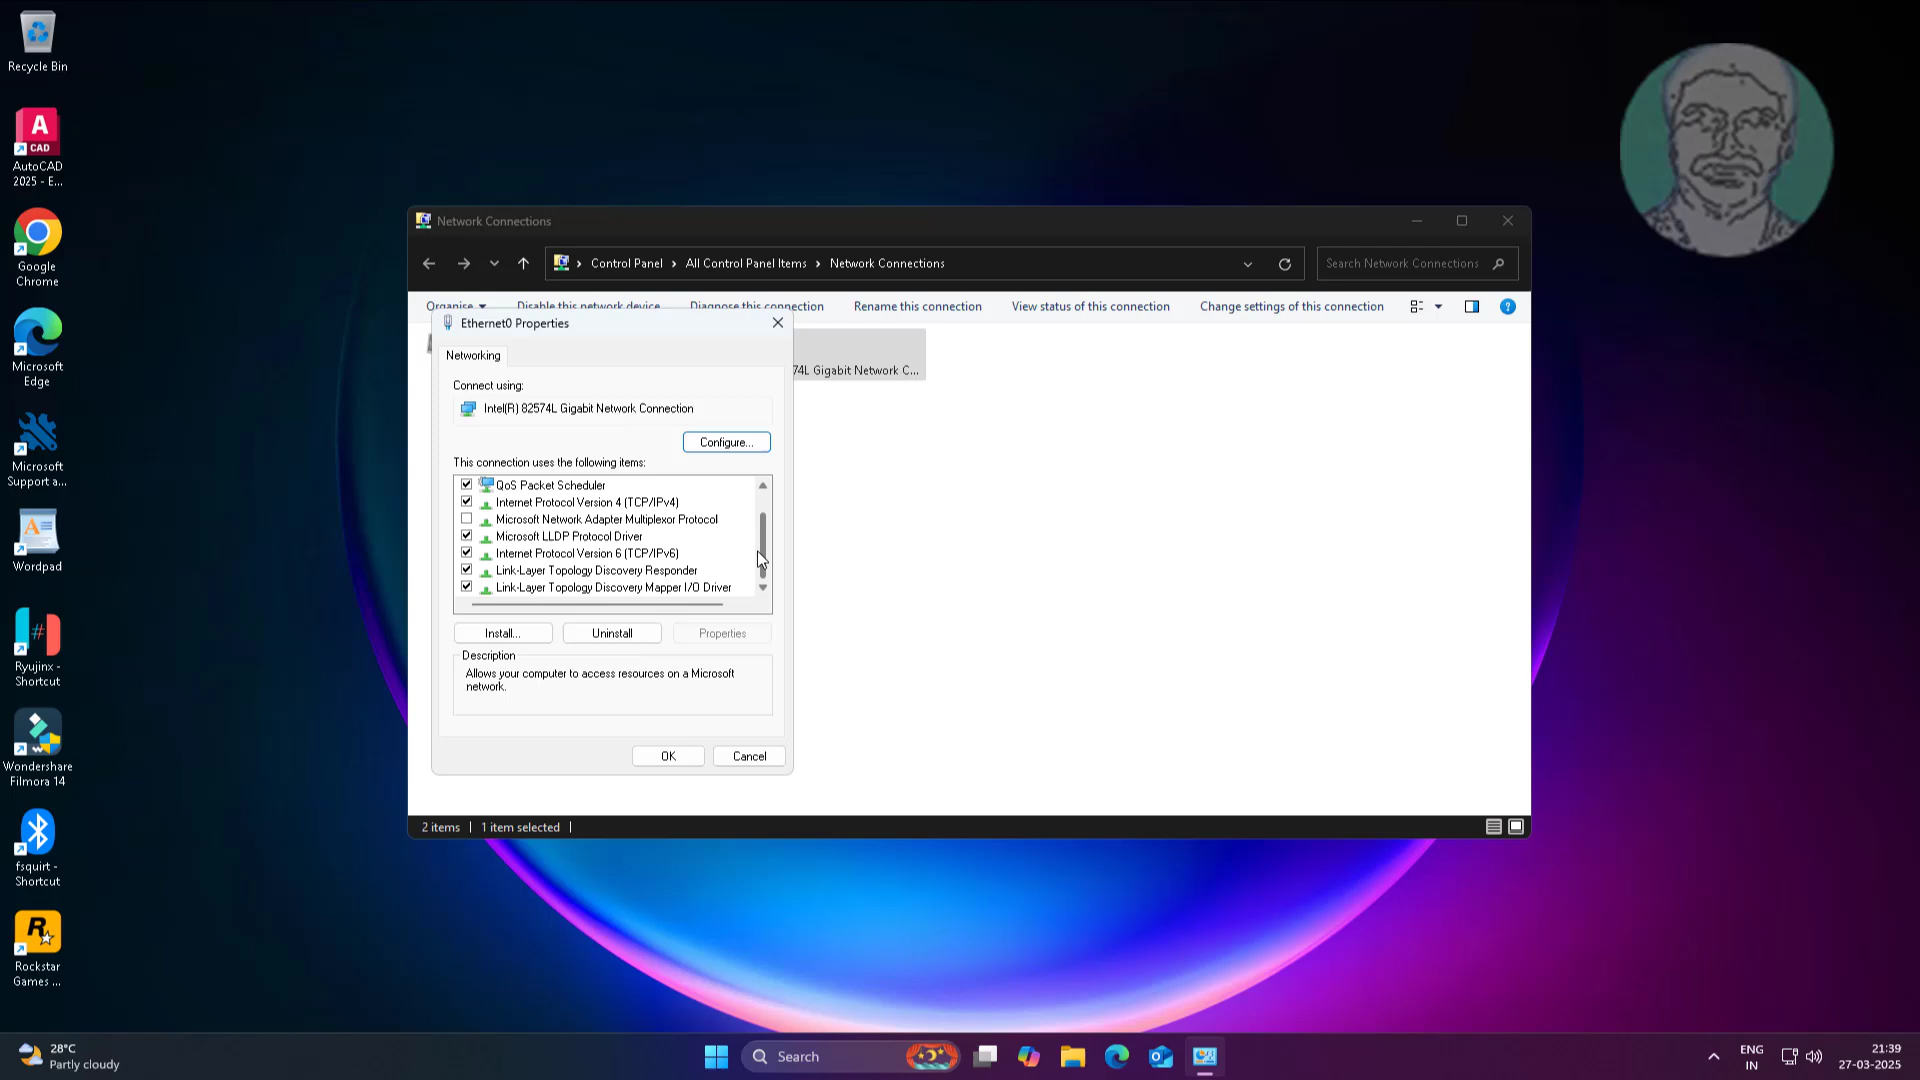 Recycle Bin
AutoCAD
2025 - E...
Google
Chrome
Microsoft
Edge
Microsoft
Support a...
Wordpad
Ryujinx -
Shortcut
Wondershare
Filmora 14
fsquirt -
Shortcut
Rockstar
Games ...
A
CAD
Network Connections
Control Panel > All Control Panel Items > Network Connections
Search Network Connections
Organise Disable this network device Diagnose this connection Rename this connection View status of this connection Change settings of this connection
74L Gigabit Network C...
Ethernet0 Properties
Networking
Connect using:
Intel(R) 82574L Gigabit Network Connection
Configure...
This connection uses the following items:
QoS Packet Scheduler
Internet Protocol Version 4 (TCP/IPv4)
Microsoft Network Adapter Multiplexor Protocol
Microsoft LLDP Protocol Driver
Internet Protocol Version 6 (TCP/IPv6)
Link-Layer Topology Discovery Responder
Link-Layer Topology Discovery Mapper I/O Driver
Install... Uninstall Properties
Description
Allows your computer to access resources on a Microsoft
network.
OK Cancel
2 items | 1 item selected |
28°C
Partly cloudy
Search
ENG
IN
21:39
27-03-2025